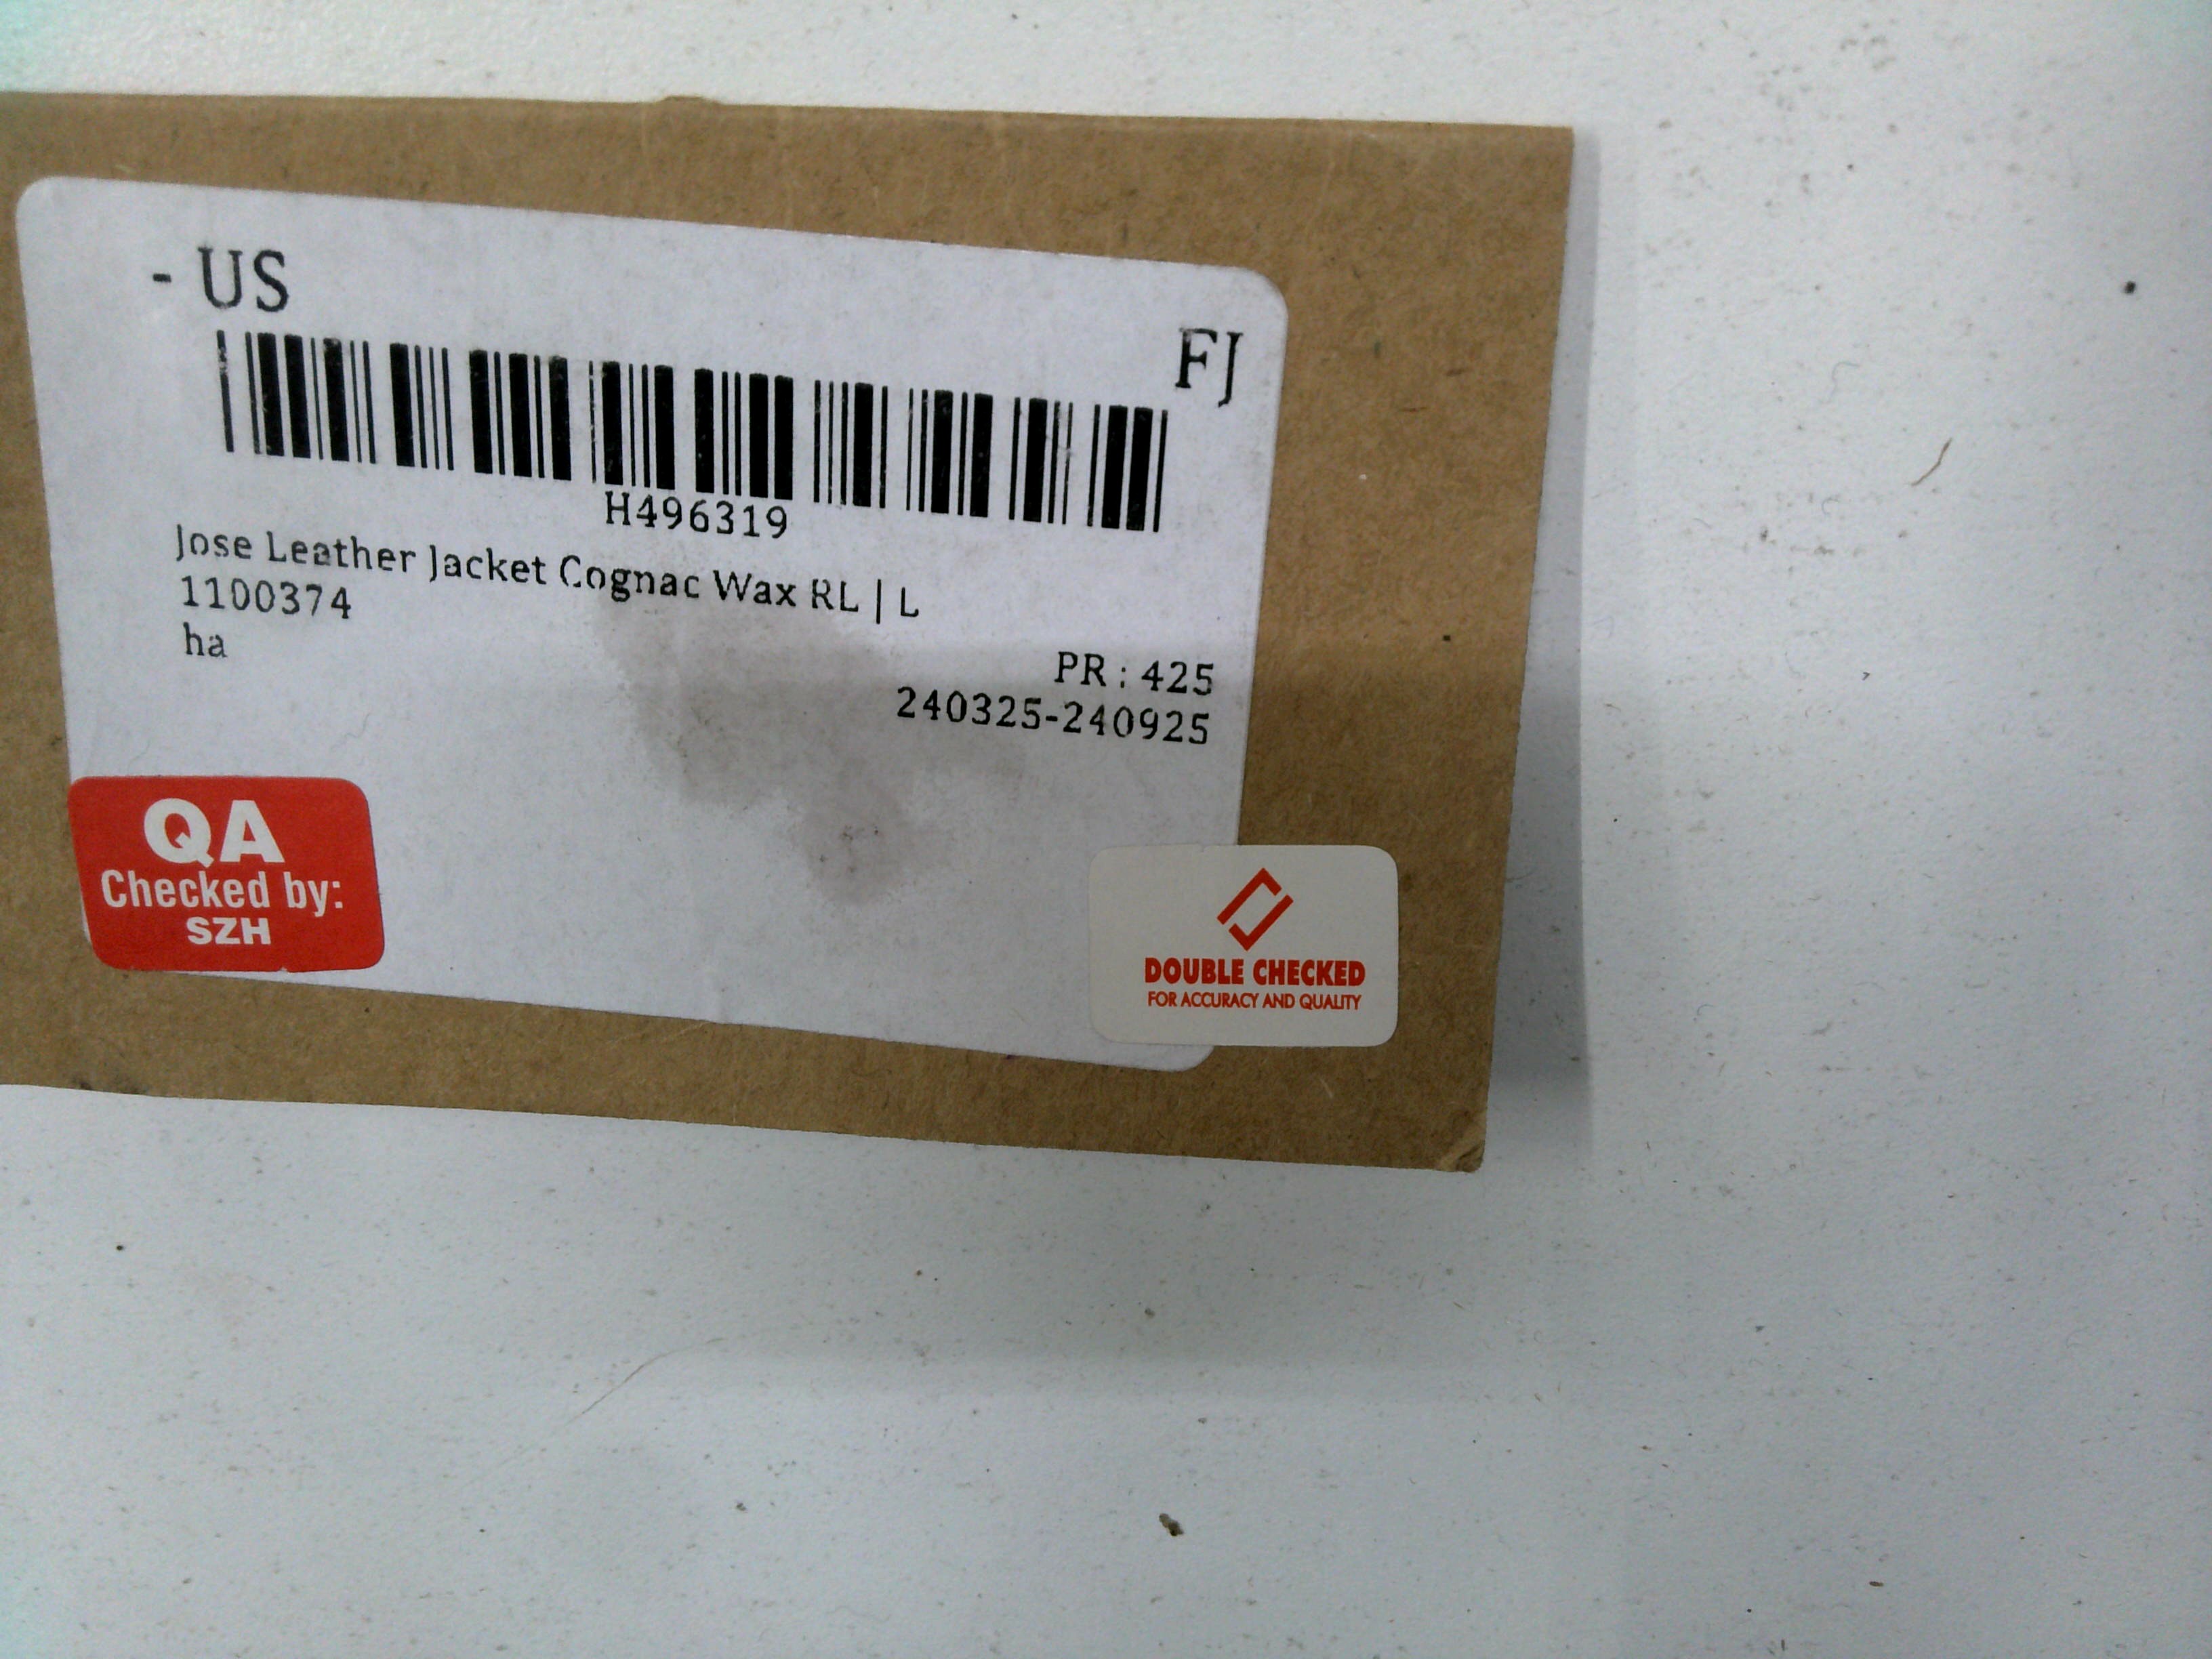 - US
FJ
H496319
Jose Leather Jacket Cognac Wax RL | L
1100374
ha
PR : 425
240325-240925
QA
Checked by:
SZH
DOUBLE CHECKED
FOR ACCURACY AND QUALITY